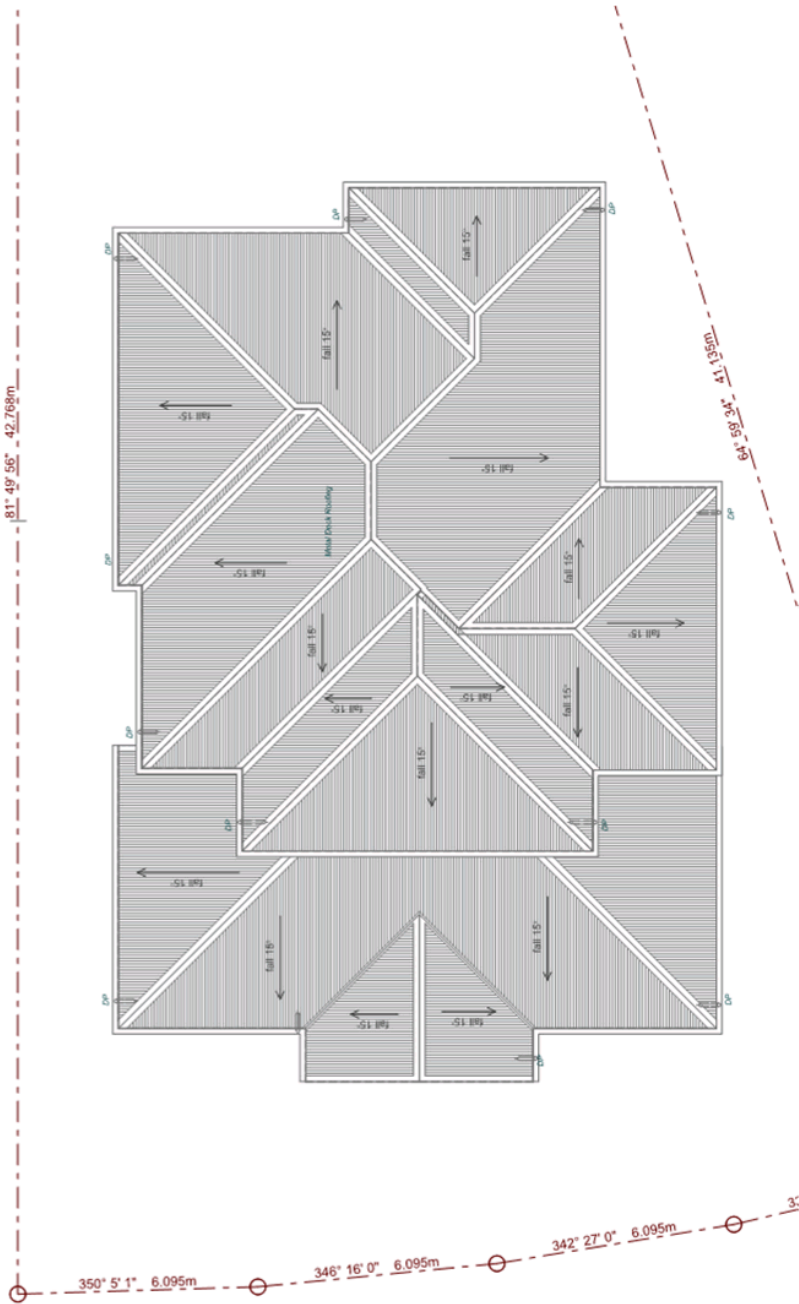 DP
DP
fall 15°
DP
fall 15°
41.135m
64° 59' 34"
81° 49' 56" 42.768m
fall 15°
fall 15°
Metal Deck Roofing
DP
DP
fall 15°
fall 15°
fall 15°
fall 15°
fall 15°
fall 15°
fall 15°
DP
fall 15°
DP
DP
fall 15°
fall 15°
fall 15°
DP
DP
fall 15°
fall 15°
DP
342° 27' 0" 6.095m
346° 16' 0" 6.095m
350° 5' 1" 6.095m
33